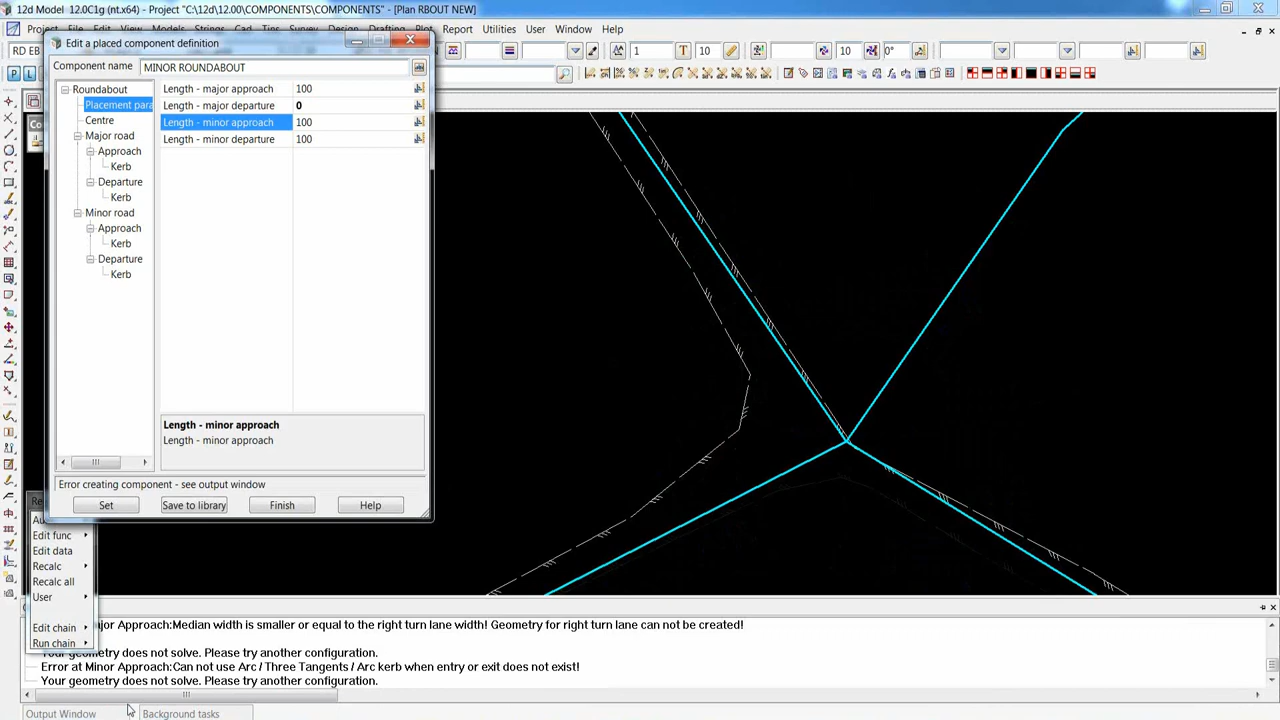 12d Model 12.0C1g (nt.x64) - Project "C:\12d\12.00\COMPONENTS\COMPONENTS" - [Plan RBOUT NEW]
Project File Edit View Models Strings Cad Tins Survey Design Drafting Plot Report Utilities User Window Help
RD EB
1
10
10
0°
P L
Edit a placed component definition
Component name MINOR ROUNDABOUT
Roundabout
Placement para
Centre
Major road
Approach
Kerb
Departure
Kerb
Minor road
Approach
Kerb
Departure
Kerb
Length - major approach 100
Length - major departure 0
Length - minor approach 100
Length - minor departure 100
Length - minor approach
Length - minor approach
Error creating component - see output window
Set Save to library Finish Help
Edit func
Edit data
Recalc
Recalc all
User
Edit chain
Run chain
ajor Approach:Median width is smaller or equal to the right turn lane width! Geometry for right turn lane can not be created!
Your geometry does not solve. Please try another configuration.
Error at Minor Approach:Can not use Arc / Three Tangents / Arc kerb when entry or exit does not exist!
Your geometry does not solve. Please try another configuration.
Output Window Background tasks